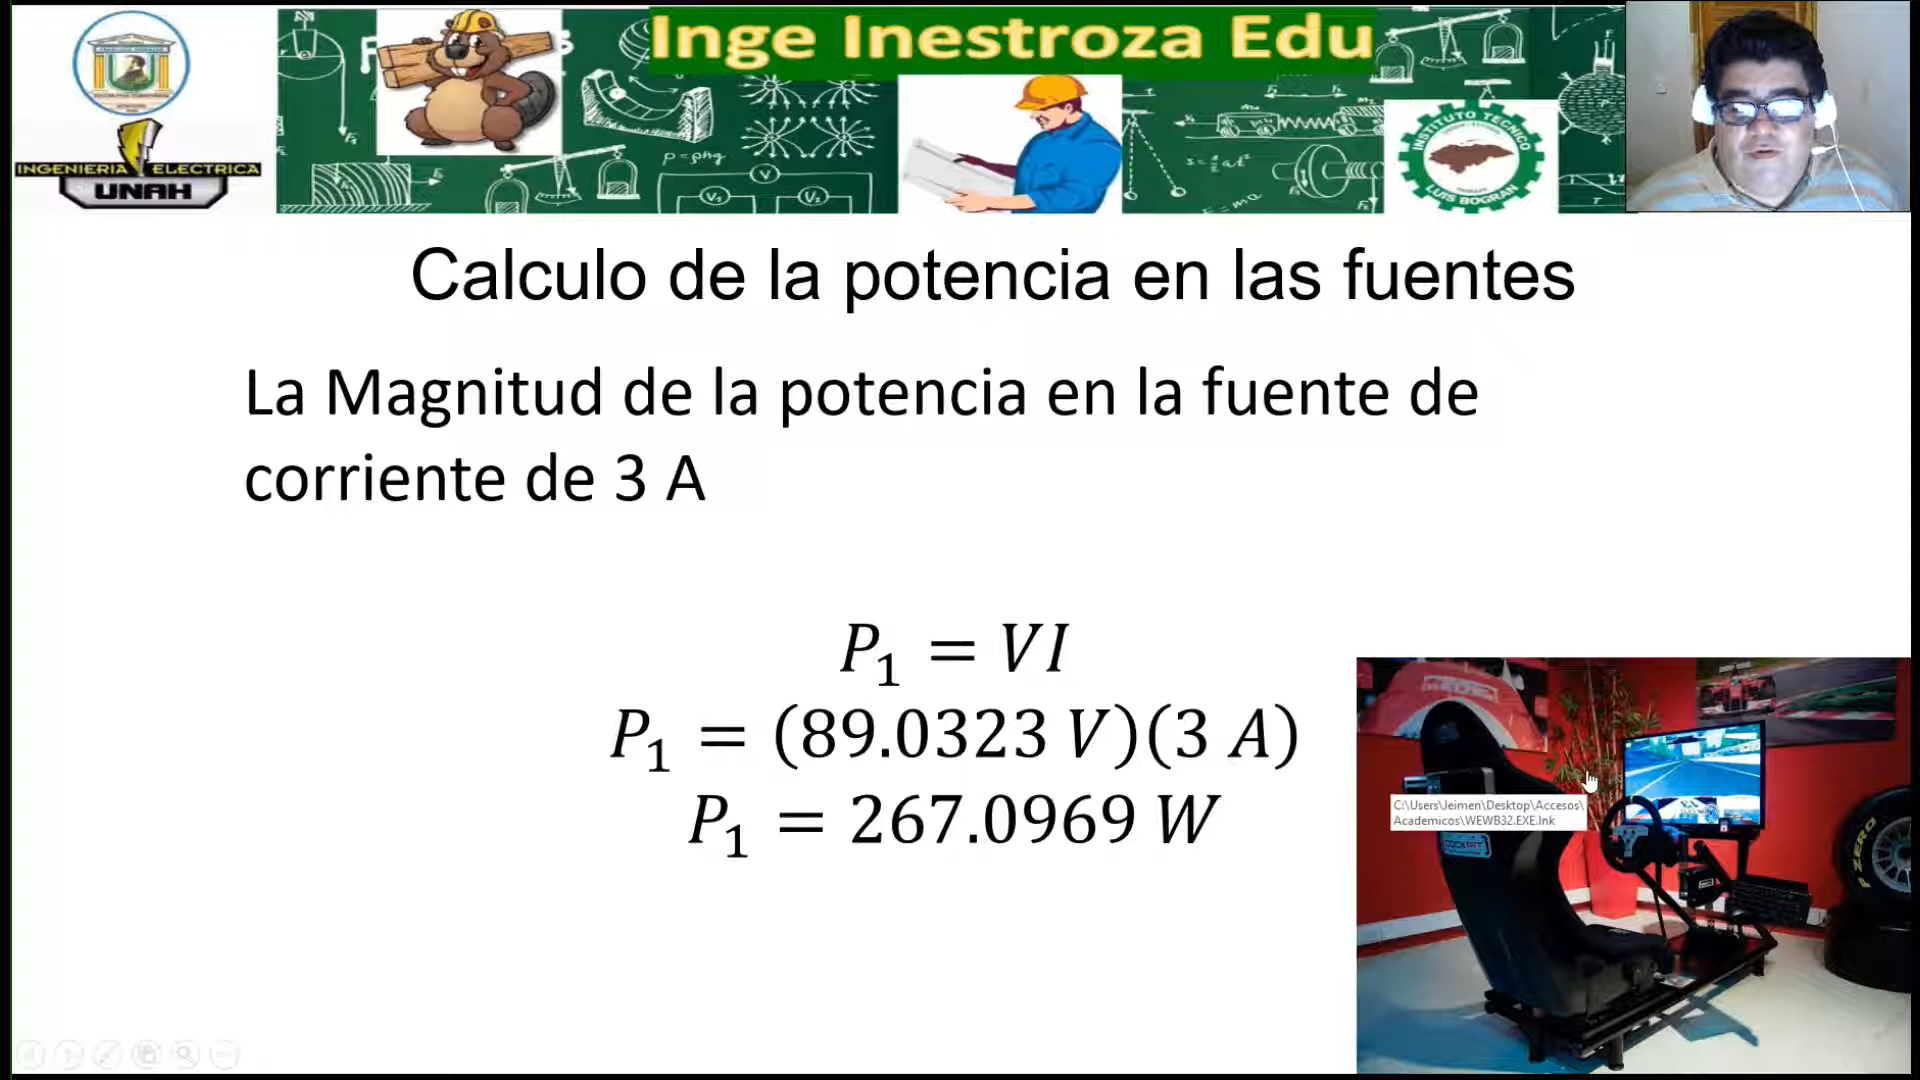 Inge Inestroza Edu
INGENIERIA ELECTRICA
UNAH
INSTITUTO TECNICO
LUIS BOGRAN
Calculo de la potencia en las fuentes
La Magnitud de la potencia en la fuente de
corriente de 3 A
P₁ = VI
P₁ = (89.0323 V)(3 A)
P₁ = 267.0969 W
C:\Users\Jeimen\Desktop\Accesos\
Academicos\WEWB32.EXE.lnk
P ZERO